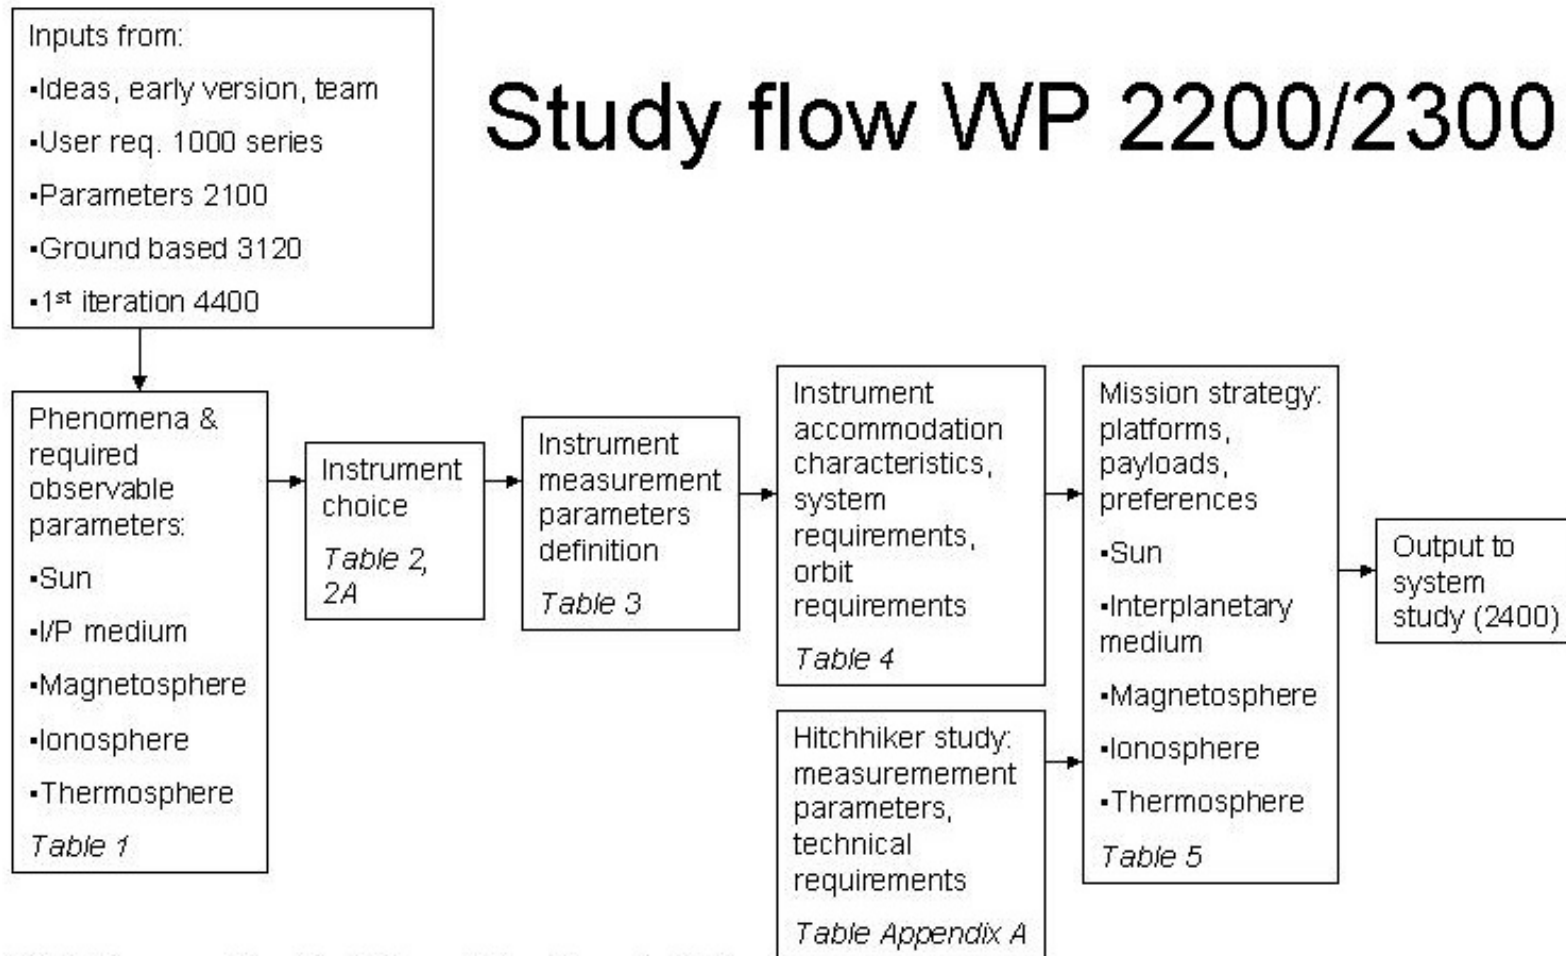 Inputs from:
▪Ideas, early version, team
▪User req. 1000 series
▪Parameters 2100
▪Ground based 3120
▪1st iteration 4400
Study flow WP 2200/2300
Phenomena &
required
observable
parameters:
▪Sun
▪I/P medium
▪Magnetosphere
▪Ionosphere
▪Thermosphere
Table 1
Instrument
choice
Table 2,
2A
Instrument
measurement
parameters
definition
Table 3
Instrument
accommodation
characteristics,
system
requirements,
orbit
requirements
Table 4
Hitchhiker study:
measuremement
parameters,
technical
requirements
Table Appendix A
Mission strategy:
platforms,
payloads,
preferences
▪Sun
▪Interplanetary
medium
▪Magnetosphere
▪Ionosphere
▪Thermosphere
Table 5
Output to
system
study (2400)